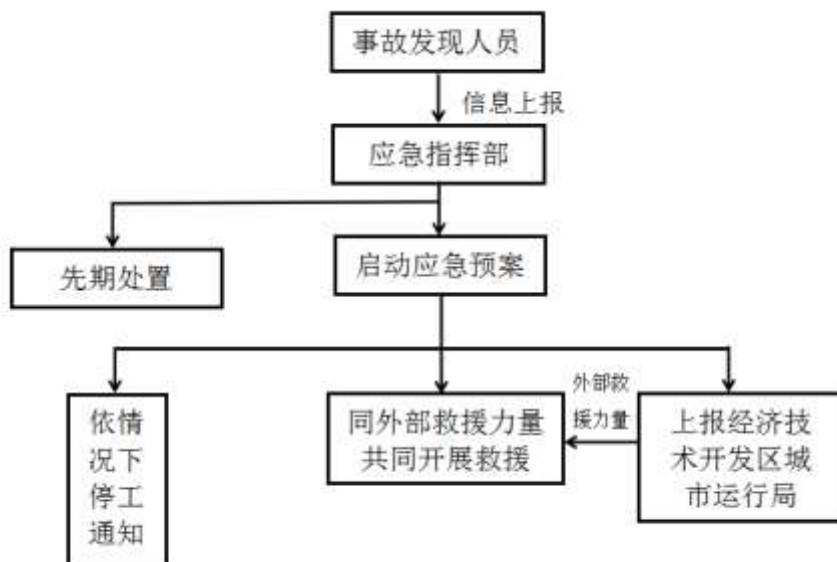 事故发现人员
信息上报
应急指挥部
先期处置
启动应急预案
依情
况下
停工
通知
同外部救援力量
共同开展救援
外部救
援力量
上报经济技
术开发区城
市运行局